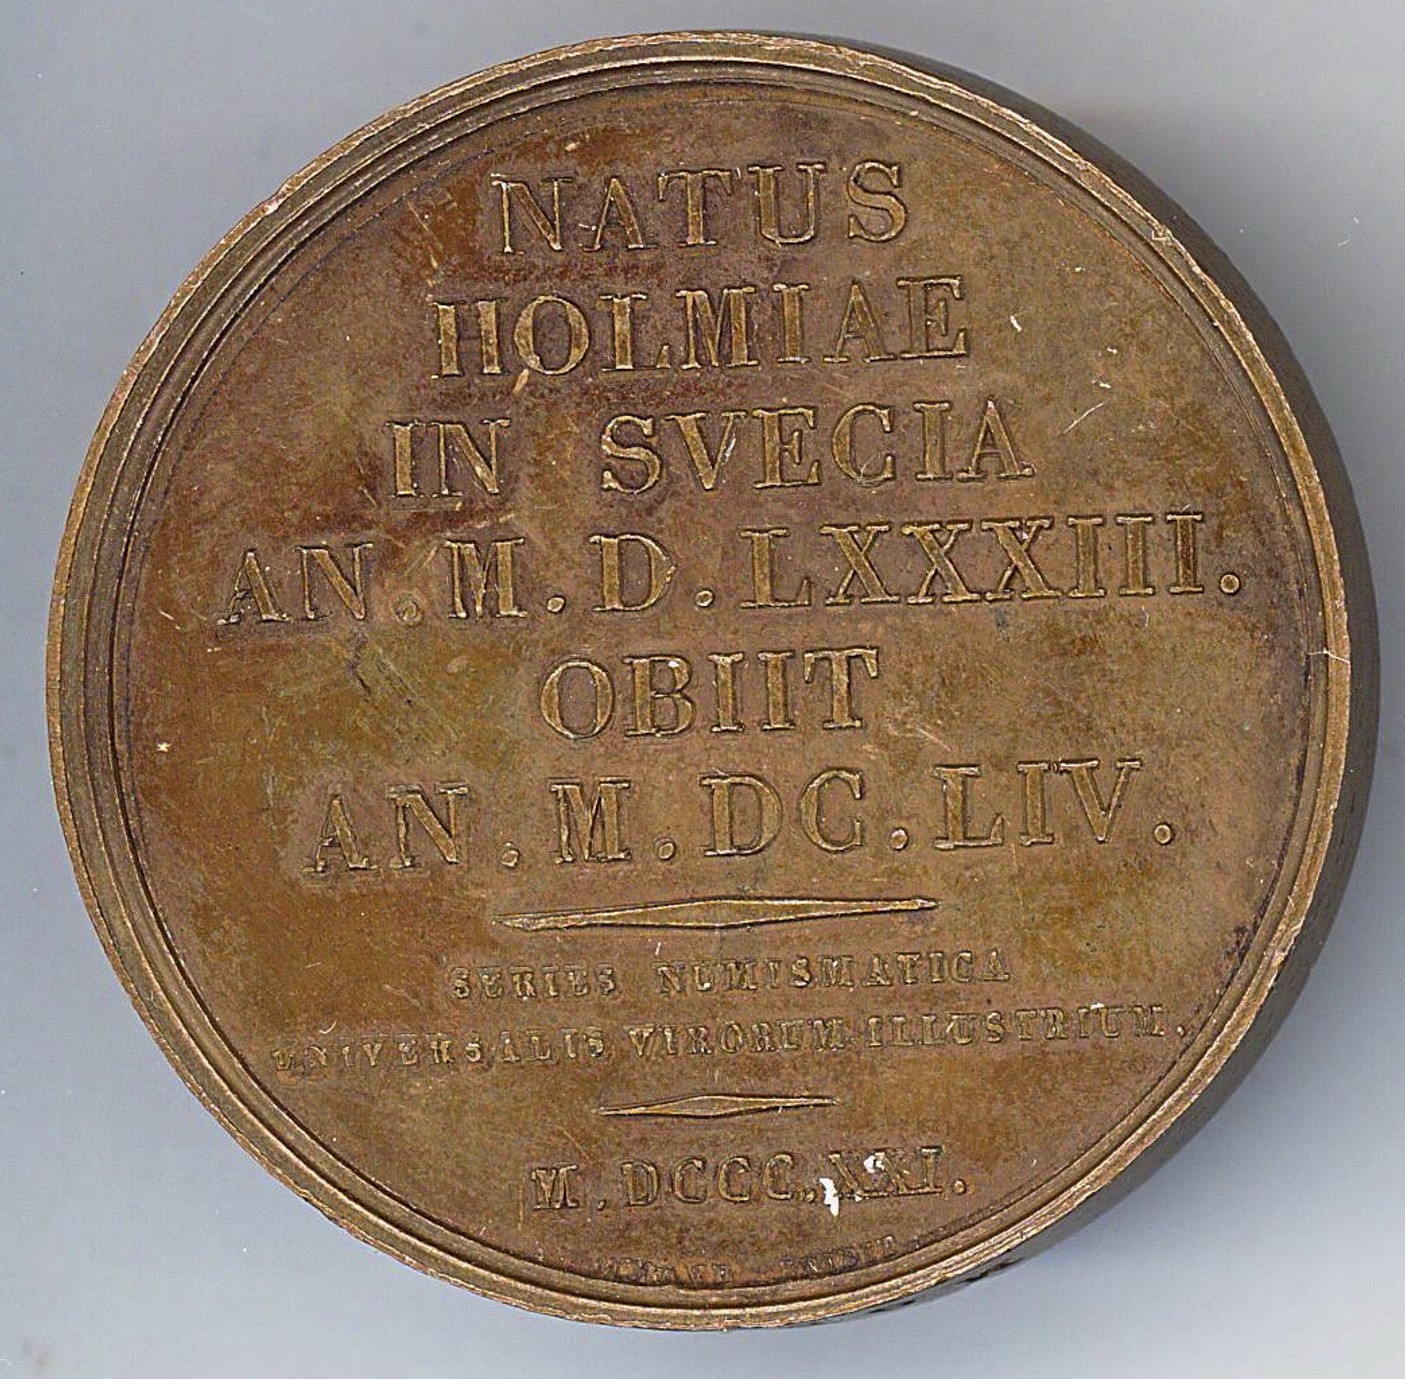 NATUS
HOLMIAE
IN SVECIA
AN. M. D. LXXXIII.
OBIIT
AN. M. DC. LIV.
SERIES NUMISMATICA
UNIVERSALIS VIRORUM ILLUSTRIUM.
M. DCCC. XXI.